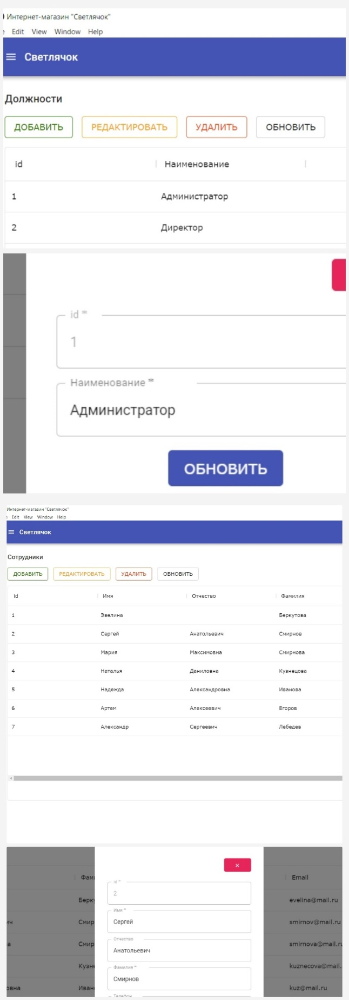 Интернет-магазин "Светлячок"
Edit View Window Help
Светлячок
Должности
ДОБАВИТЬ РЕДАКТИРОВАТЬ УДАЛИТЬ ОБНОВИТЬ
id Наименование
1 Администратор
2 Директор
id *
1
Наименование *
Администратор
ОБНОВИТЬ
Интернет-магазин "Светлячок"
Edit View Window Help
Светлячок
Сотрудники
ДОБАВИТЬ РЕДАКТИРОВАТЬ УДАЛИТЬ ОБНОВИТЬ
id Имя Отчество Фамилия
1 Эвелина Беркутова
2 Сергей Анатольевич Смирнов
3 Мария Максимовна Смирнова
4 Наталья Даниловна Кузнецова
5 Надежда Александровна Иванова
6 Артем Алексеевич Егоров
7 Александр Сергеевич Лебедев
×
Фам Email
id *
2
Берку evelina@mail.ru
Имя *
Сергей
ич Смир smirnov@mail.ru
Отчество
Анатольевич
а Смир smirnova@mail.ru
Фамилия *
Кузне kuznecova@mail.
Смирнов
овна Иван kuz@mail.ru
Телефон